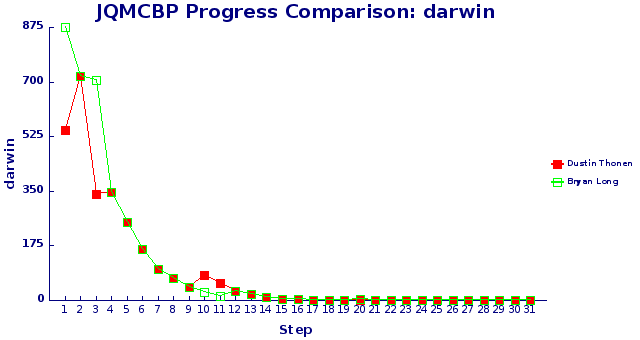 JQMCBP Progress Comparison: darwin
875
700
525
350
175
0
darwin
1 2 3 4 5 6 7 8 9 10 11 12 13 14 15 16 17 18 19 20 21 22 23 24 25 26 27 28 29 30 31
Step
Dustin Thonen
Bryan Long